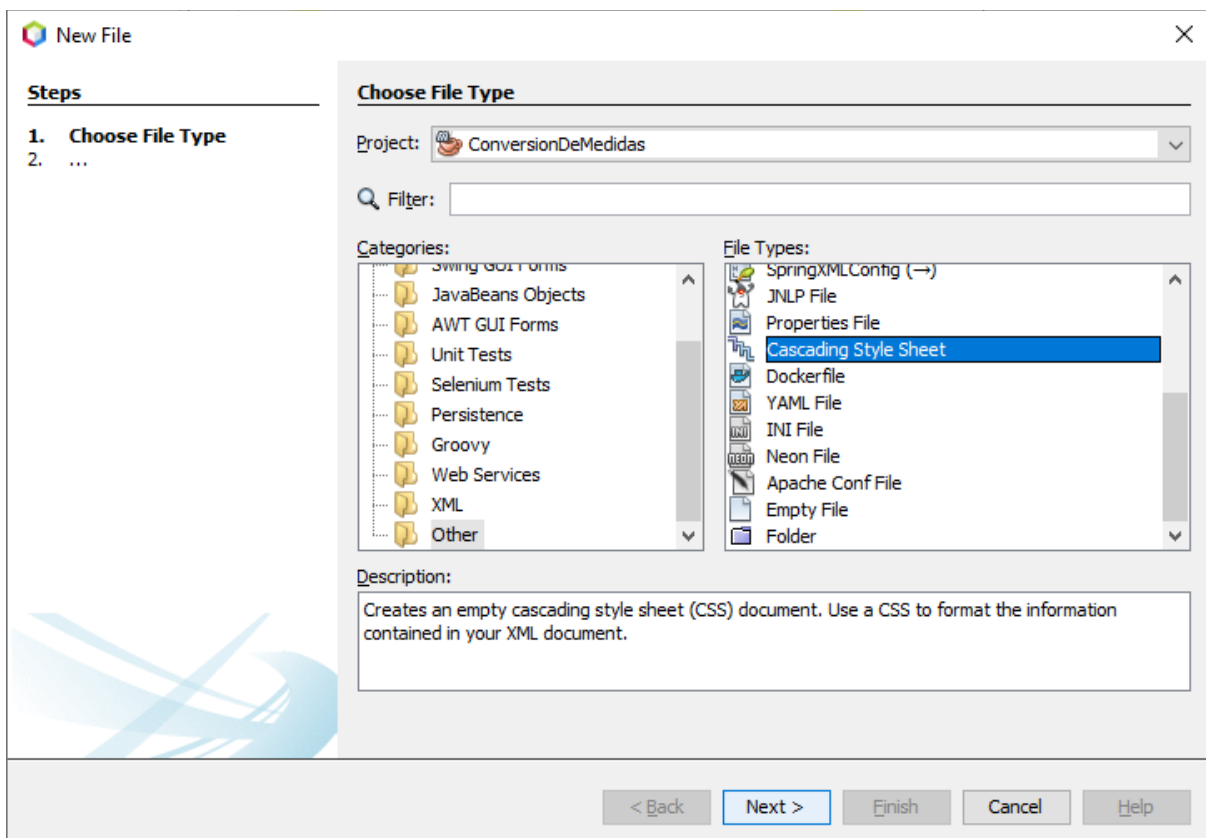 New File
Steps
1. Choose File Type
2. ...
Choose File Type
Project: ConversionDeMedidas
Filter:
Categories:
Swing GUI Forms
JavaBeans Objects
AWT GUI Forms
Unit Tests
Selenium Tests
Persistence
Groovy
Web Services
XML
Other
File Types:
SpringXMLConfig (→)
JNLP File
Properties File
Cascading Style Sheet
Dockerfile
YAML File
INI File
Neon File
Apache Conf File
Empty File
Folder
Description:
Creates an empty cascading style sheet (CSS) document. Use a CSS to format the information
contained in your XML document.
< Back
Next >
Finish
Cancel
Help